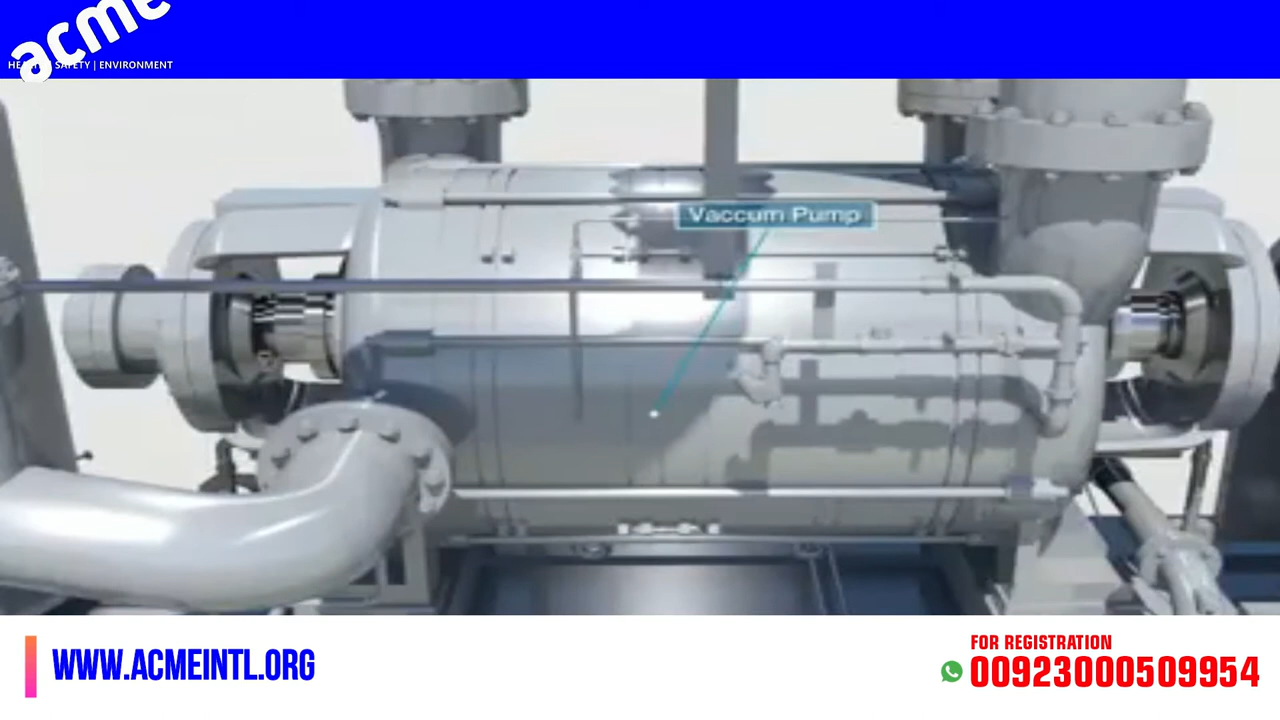 acme
HEALTH | SAFETY | ENVIRONMENT
Vaccum Pump
WWW.ACMEINTL.ORG
FOR REGISTRATION
00923000509954